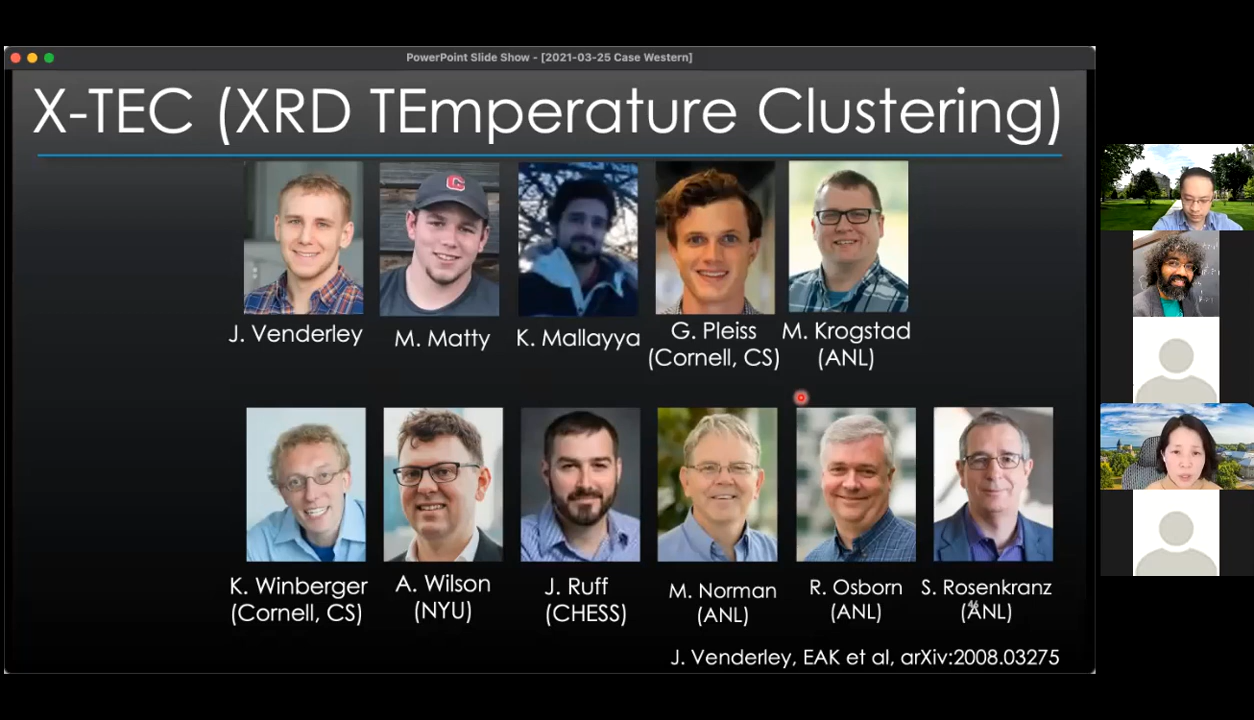 PowerPoint Slide Show - [2021-03-25 Case Western]
X-TEC (XRD TEmperature Clustering)
C
J. Venderley
M. Matty
K. Mallayya
G. Pleiss
(Cornell, CS)
M. Krogstad
(ANL)
K. Winberger
(Cornell, CS)
A. Wilson
(NYU)
J. Ruff
(CHESS)
M. Norman
(ANL)
R. Osborn
(ANL)
S. Rosenkranz
(ANL)
J. Venderley, EAK et al, arXiv:2008.03275